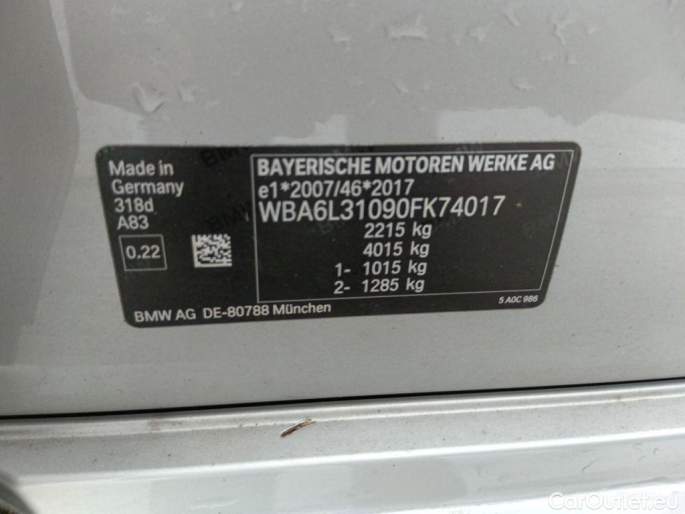 Made in
Germany
318d
A83
0.22
BAYERISCHE MOTOREN WERKE AG
e1*2007/46*2017
WBA6L31090FK74017
2215 kg
4015 kg
1- 1015 kg
2- 1285 kg
BMW AG DE-80788 München
5 A0C 986
CarOutlet.eu